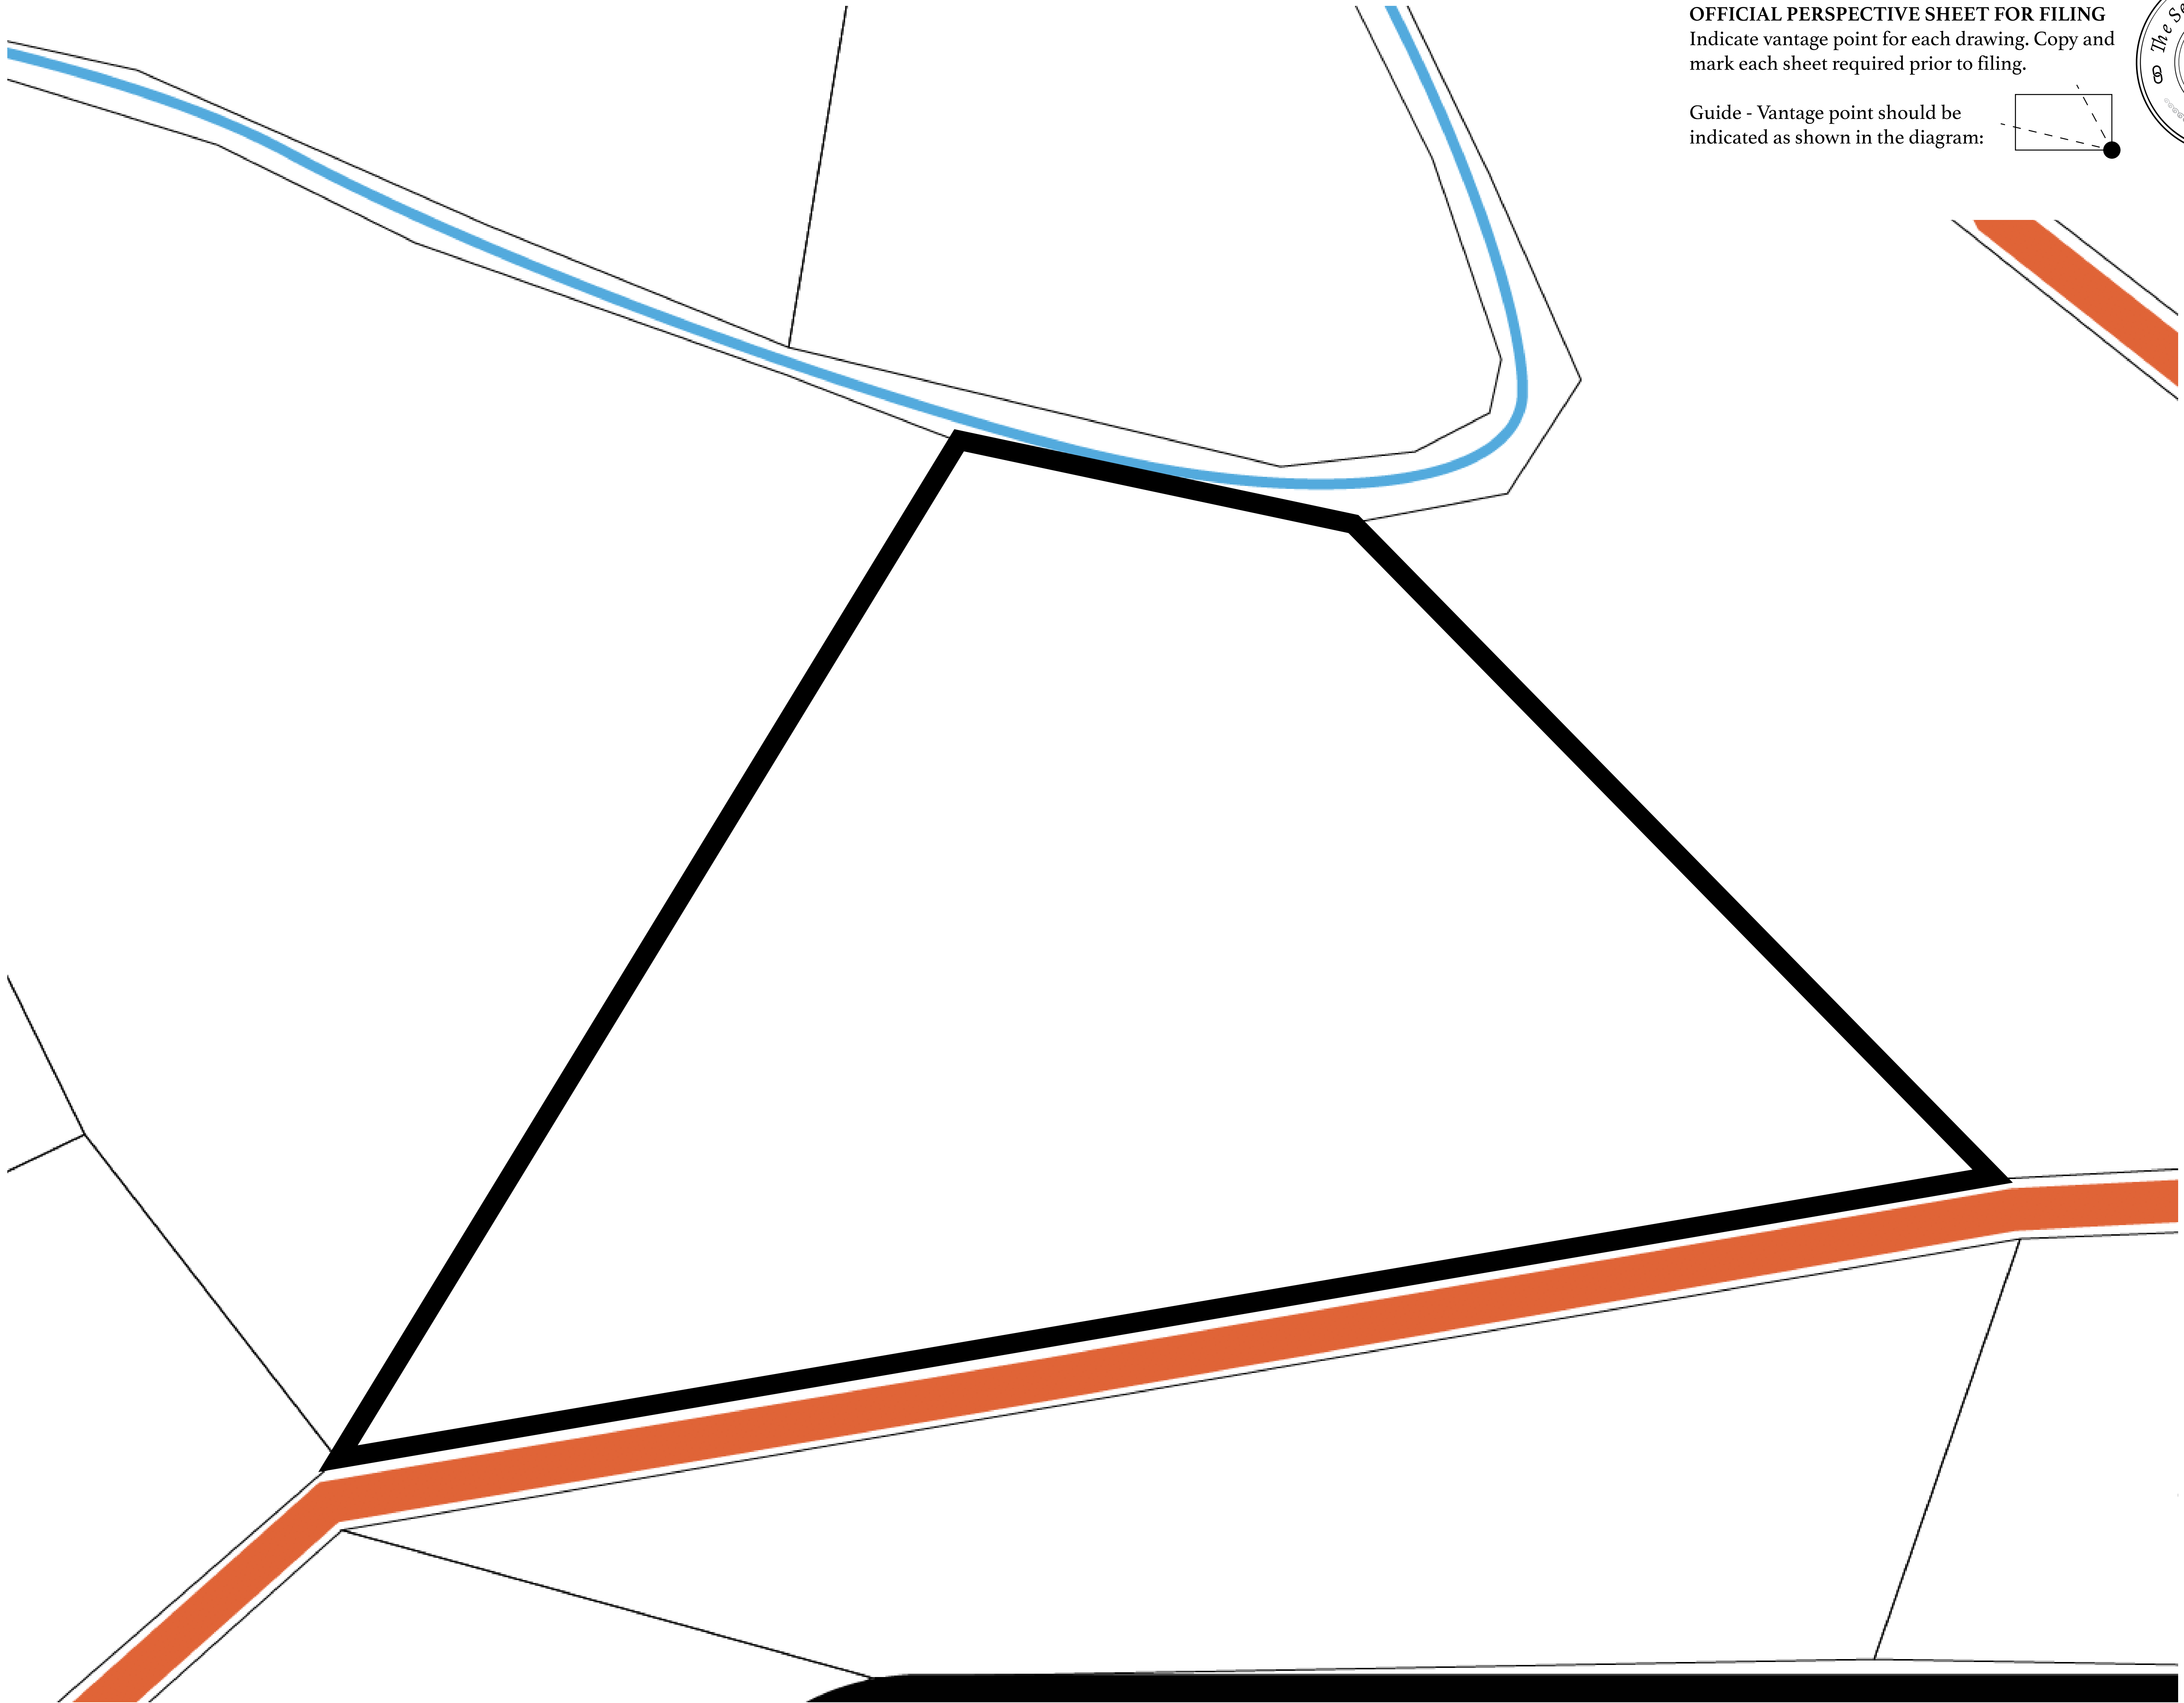 OFFICIAL PERSPECTIVE SHEET FOR FILING
Indicate vantage point for each drawing. Copy and
mark each sheet required prior to filing.
Guide - Vantage point should be
indicated as shown in the diagram:
The